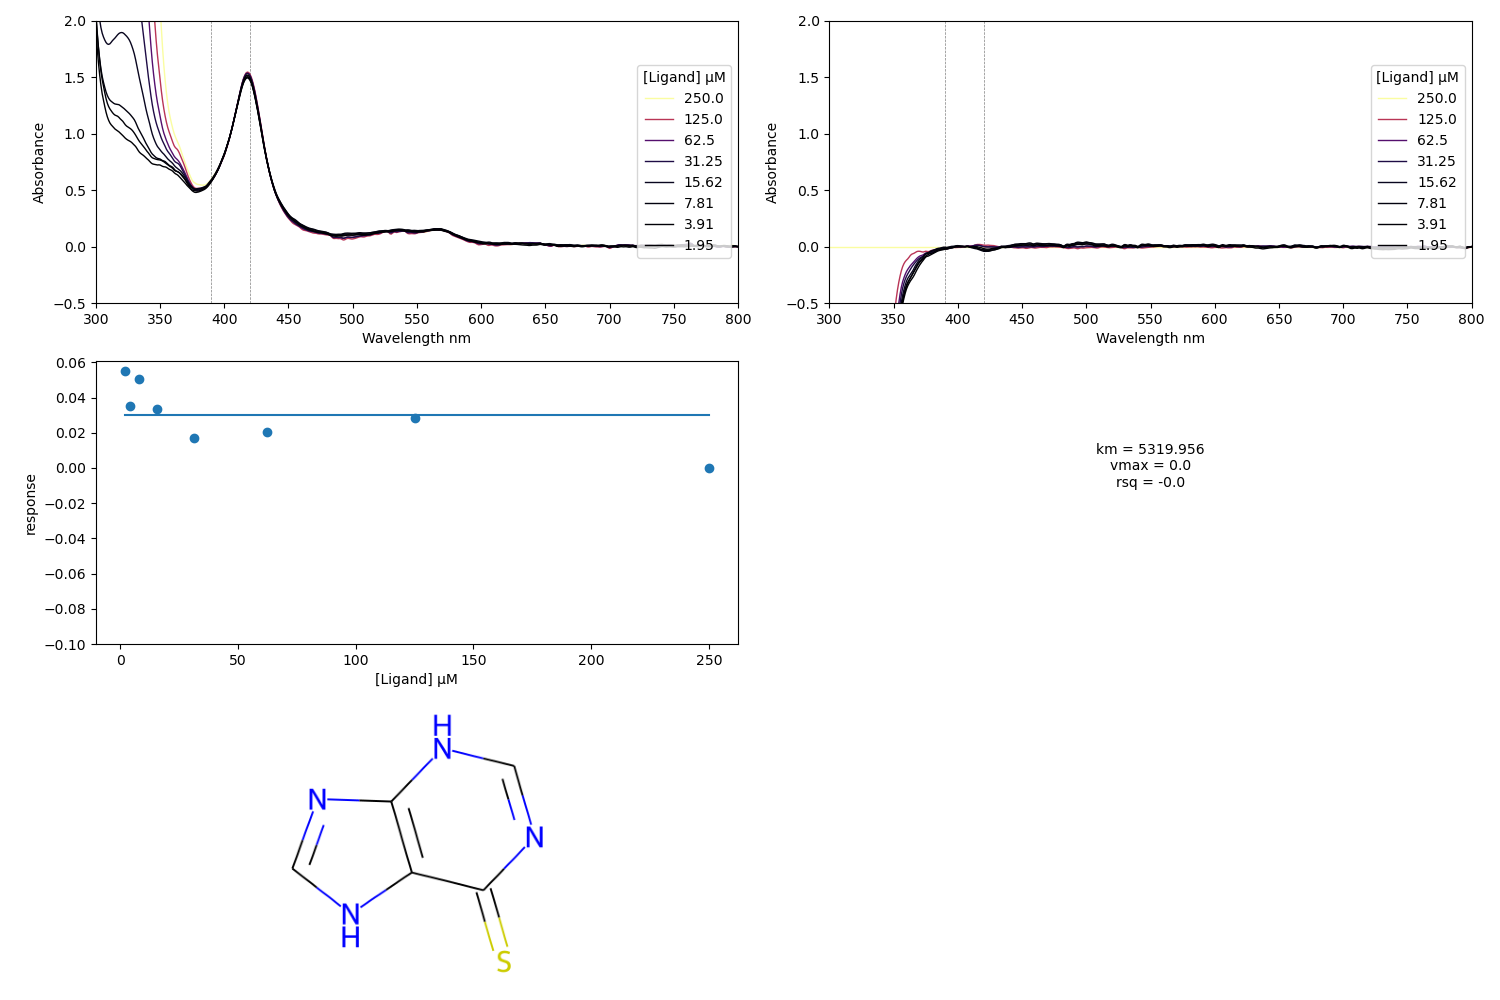 2.0
1.5
1.0
0.5
0.0
−0.5
Absorbance
300 350 400 450 500 550 600 650 700 750 800
Wavelength nm
[Ligand] μM
250.0
125.0
62.5
31.25
15.62
7.81
3.91
1.95
2.0
1.5
1.0
0.5
0.0
−0.5
Absorbance
300 350 400 450 500 550 600 650 700 750 800
Wavelength nm
[Ligand] μM
250.0
125.0
62.5
31.25
15.62
7.81
3.91
1.95
0.06
0.04
0.02
0.00
−0.02
−0.04
−0.06
−0.08
−0.10
response
0 50 100 150 200 250
[Ligand] μM
km = 5319.956
vmax = 0.0
rsq = -0.0
H
N
N
N
N
H
S